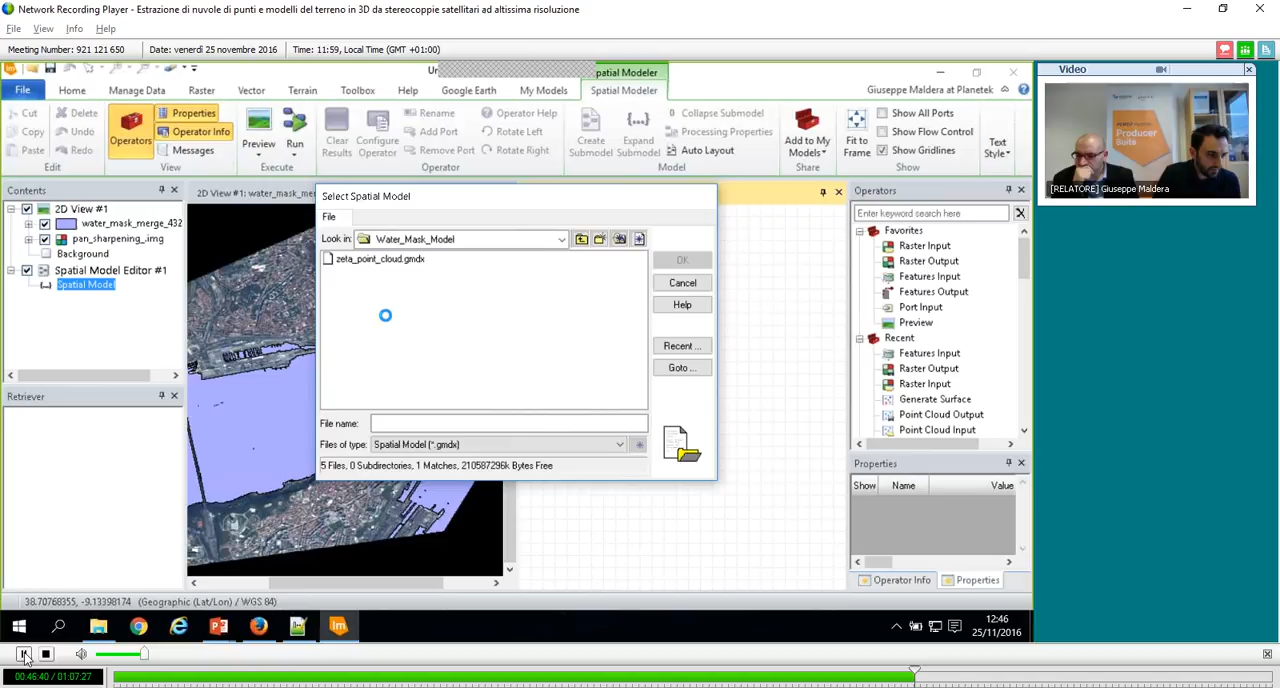 Network Recording Player - Estrazione di nuvole di punti e modelli del terreno in 3D da stereocoppie satellitari ad altissima risoluzione
File View Info Help
Meeting Number: 921 121 650 Date: venerdì 25 novembre 2016 Time: 11:59, Local Time (GMT +01:00)
Ur patial Modeler
File Home Manage Data Raster Vector Terrain Toolbox Help Google Earth My Models Spatial Modeler Giuseppe Maldera at Planetek
Cut Delete
Copy Undo
Paste Redo
Edit
Operators
Properties
Operator Info
Messages
View
Preview Run
Execute
Clear Results
Configure Operator
Rename Operator Help
Add Port Rotate Left
Remove Port Rotate Right
Operator
Create Submodel
Expand Submodel
Collapse Submodel
Processing Properties
Auto Layout
Model
Add to My Models
Share
Fit to Frame
Show All Ports
Show Flow Control
Show Gridlines
Show
Text Style
Contents
2D View #1
water_mask_merge_432
pan_sharpening_.img
Background
Spatial Model Editor #1
Spatial Model
Retriever
2D View #1: water_mask_mer
Select Spatial Model
File
Look in: Water_Mask_Model
zeta_point_cloud.gmdx
OK
Cancel
Help
Recent ...
Goto ...
File name:
Files of type: Spatial Model (*.gmdx)
5 Files, 0 Subdirectories, 1 Matches, 210587296k Bytes Free
Operators
Enter keyword search here
Favorites
Raster Input
Raster Output
Features Input
Features Output
Port Input
Preview
Recent
Features Input
Raster Output
Raster Input
Generate Surface
Point Cloud Output
Point Cloud Input
Properties
Show Name Value
Operator Info Properties
38.70768355, -9.13398174 (Geographic (Lat/Lon) / WGS 84)
12:46
25/11/2016
00:46:40 / 01:07:27
Video
Producer
Suite
[RELATORE] Giuseppe Maldera